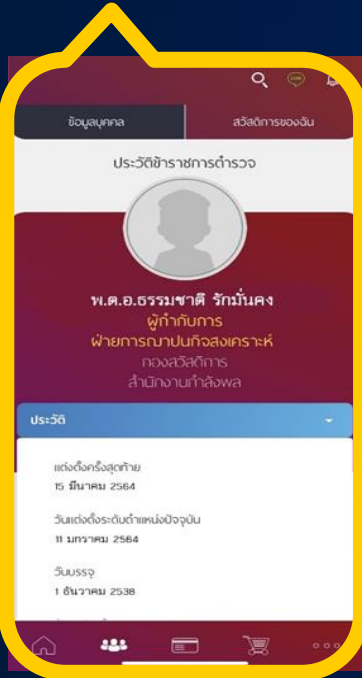 ข้อมูลบุคคล
สวัสดิการของฉัน
ประวัติข้าราชการตำรวจ
พ.ต.อ.ธรรมชาติ รักมั่นคง
ผู้กำกับการ
ฝ่ายการฌาปนกิจสงเคราะห์
กองสวัสดิการ
สำนักงานกำลังพล
ประวัติ
แต่งตั้งครั้งสุดท้าย
15 มีนาคม 2564
วันแต่งตั้งระดับตำแหน่งปัจจุบัน
11 มกราคม 2564
วันบรรจุ
1 ธันวาคม 2538